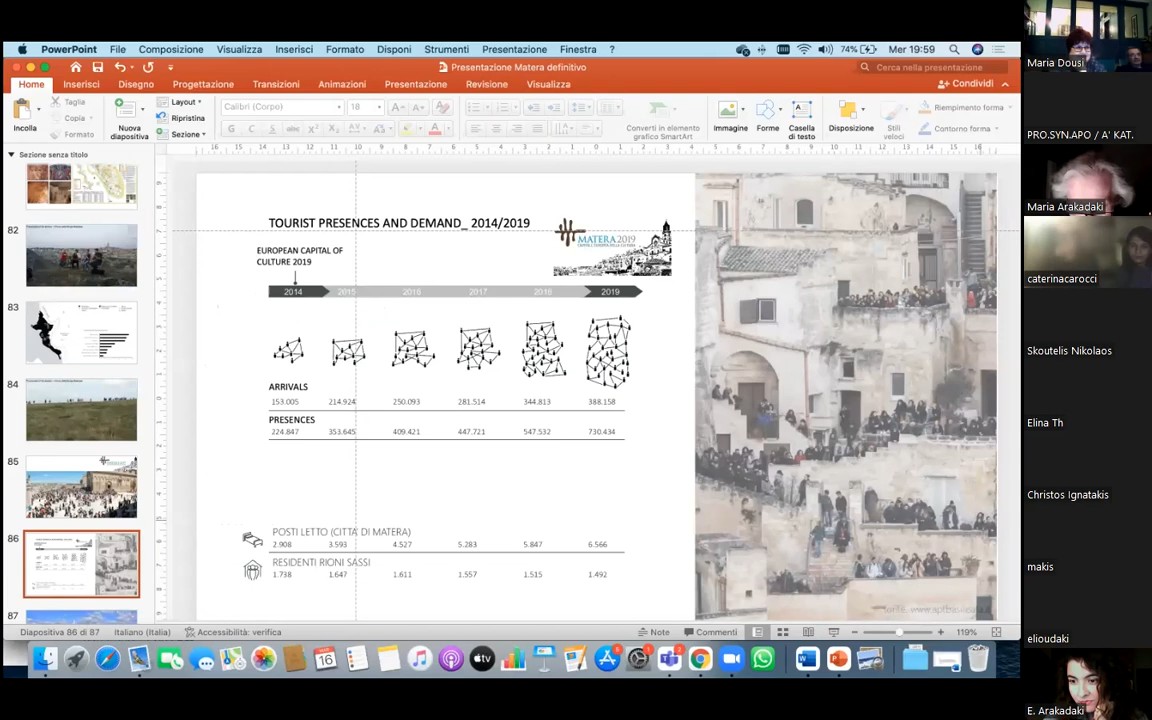 PowerPoint File Composizione Visualizza Inserisci Formato Disponi Strumenti Presentazione Finestra ? 74% Mer 19:59
Presentazione Matera definitivo Cerca nella presentazione
Home Inserisci Disegno Progettazione Transizioni Animazioni Presentazione Revisione Visualizza Condividi
Incolla
Taglia
Copia
Formato
Nuova diapositiva
Layout
Ripristina
Sezione
Calibri (Corpo) 18
Converti in elemento grafico SmartArt
Immagine
Forme
Casella di testo
Disposizione
Stili veloci
Riempimento forma
Contorno forma
Sezione senza titolo
82
83
84
85
86
87
TOURIST PRESENCES AND DEMAND_ 2014/2019
MATERA2019
EUROPEAN CAPITAL OF
CULTURE 2019
2014 2015 2016 2017 2018 2019
ARRIVALS
153.005 214.924 250.093 281.514 344.813 388.158
PRESENCES
224.847 353.645 409.421 447.721 547.532 730.434
POSTI LETTO (CITTA' DI MATERA)
2.908 3.593 4.527 5.283 5.847 6.566
RESIDENTI RIONI SASSI
1.738 1.647 1.611 1.557 1.515 1.492
Diapositiva 86 di 87 Italiano (Italia) Accessibilità: verifica Note Commenti 119%
Maria Dousi
PRO.SYN.APO / A' KAT.
Maria Arakadaki
caterinacarocci
Skoutelis Nikolaos
Elina Th
Christos Ignatakis
makis
elioudaki
E. Arakadaki